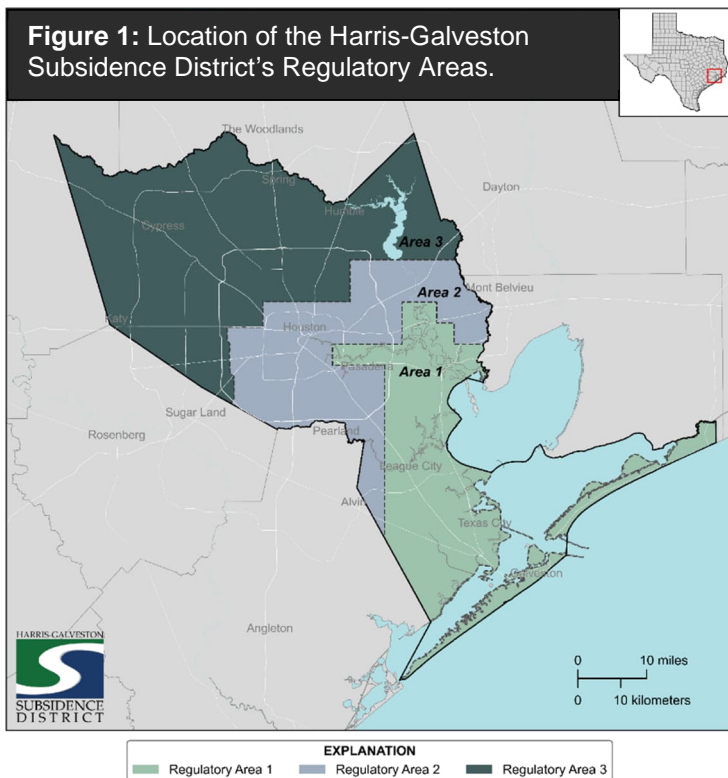 Figure 1: Location of the Harris-Galveston
Subsidence District's Regulatory Areas.
The Woodlands
Spring
Dayton
Humble
Cypress
Area 3
Mont Belvieu
Area 2
Katy
Houston
Pasadena
Area 1
Sugar Land
Pearland
Rosenberg
League City
Alvin
Texas City
Galveston
Angleton
HARRIS-GALVESTON
SUBSIDENCE
DISTRICT
0 10 miles
0 10 kilometers
EXPLANATION
Regulatory Area 1 Regulatory Area 2 Regulatory Area 3